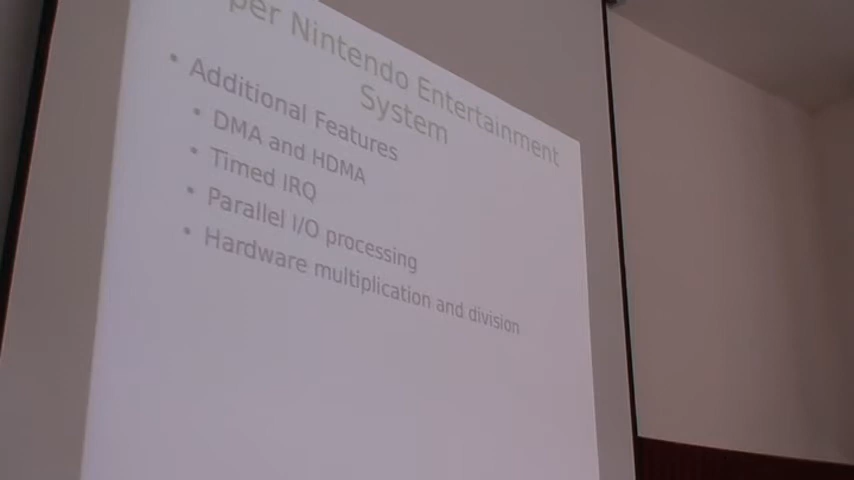 per Nintendo Entertainment
System
• Additional Features
• DMA and HDMA
• Timed IRQ
• Parallel I/O processing
• Hardware multiplication and division